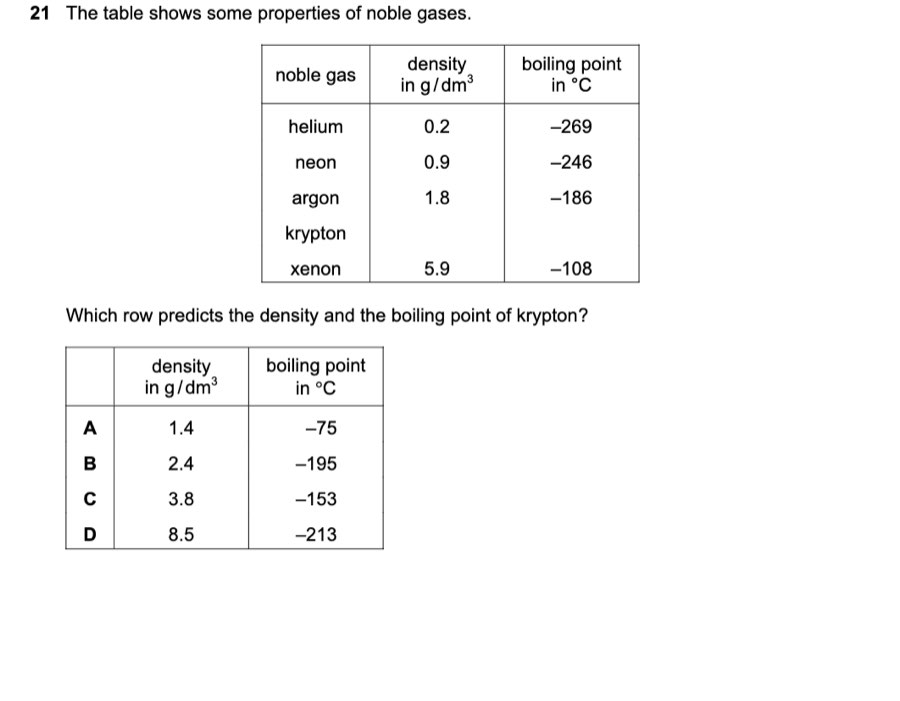 21 The table shows some properties of noble gases.
noble gas density in g/dm³ boiling point in °C
helium 0.2 –269
neon 0.9 –246
argon 1.8 –186
krypton
xenon 5.9 –108
Which row predicts the density and the boiling point of krypton?
density in g/dm³ boiling point in °C
A 1.4 –75
B 2.4 –195
C 3.8 –153
D 8.5 –213